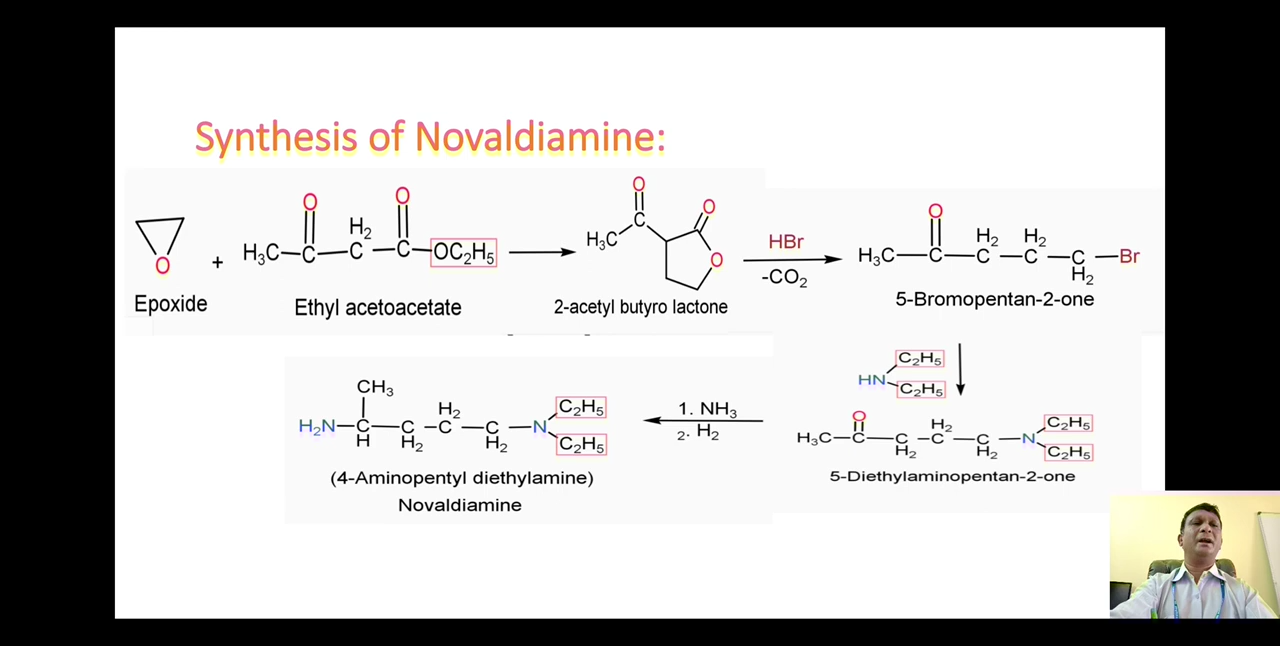 Synthesis of Novaldiamine:
O
+
H₃C-C-C-C-OC₂H₅
O
H₂
O
Epoxide
Ethyl acetoacetate
O
H₃C
C
O
O
2-acetyl butyro lactone
HBr
-CO₂
O
H₃C-C-C-C-C-Br
H₂
H₂
H₂
5-Bromopentan-2-one
HN
C₂H₅
C₂H₅
O
H₃C-C-C-C-C-N
H₂
H₂
H₂
C₂H₅
C₂H₅
5-Diethylaminopentan-2-one
1. NH₃
2. H₂
CH₃
H₂N-C-C-C-C-N
H
H₂
H₂
H₂
C₂H₅
C₂H₅
(4-Aminopentyl diethylamine)
Novaldiamine